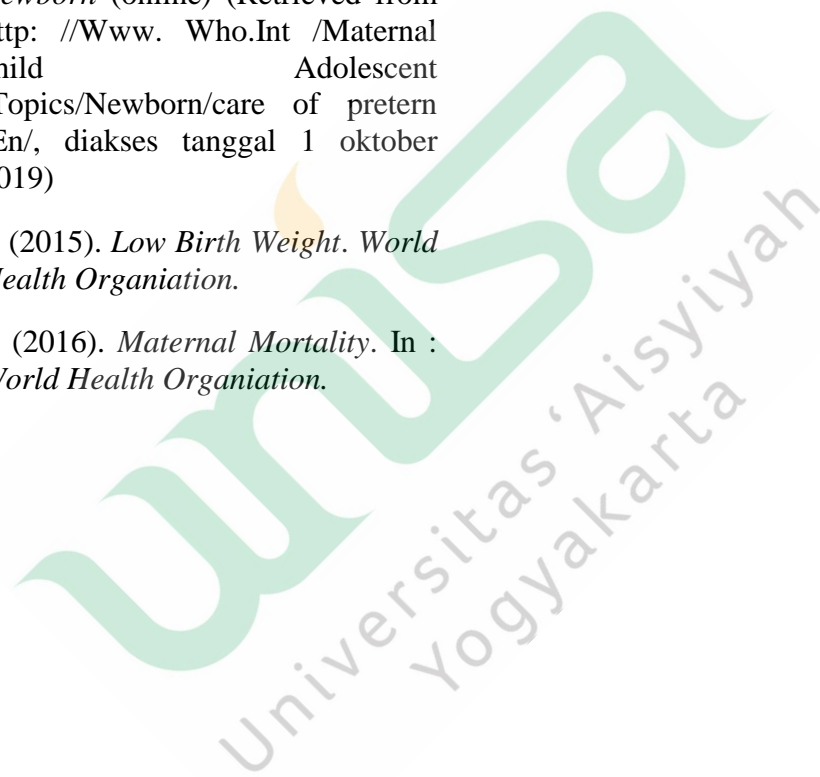 ewborn (online) (Retrieved from
ttp: //Www. Who.Int /Maternal
hild Adolescent
Topics/Newborn/care of pretern
En/, diakses tanggal 1 oktober
019)
(2015). Low Birth Weight. World
Health Organiation.
(2016). Maternal Mortality. In :
World Health Organiation.
unisa
Universitas ‘Aisyiyah
Yogyakarta